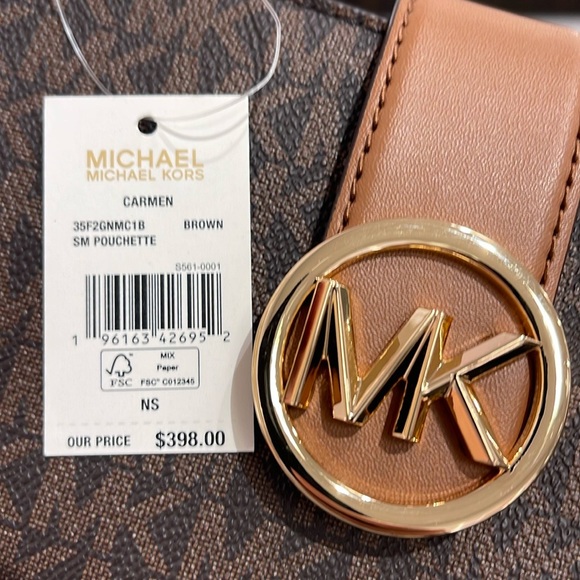 MICHAEL
MICHAEL KORS
CARMEN
35F2GNMC1B BROWN
SM POUCHETTE
S561-0001
1 96163 42695 2
FSC
MIX
Paper
FSC® C012345
NS
OUR PRICE $398.00
MK